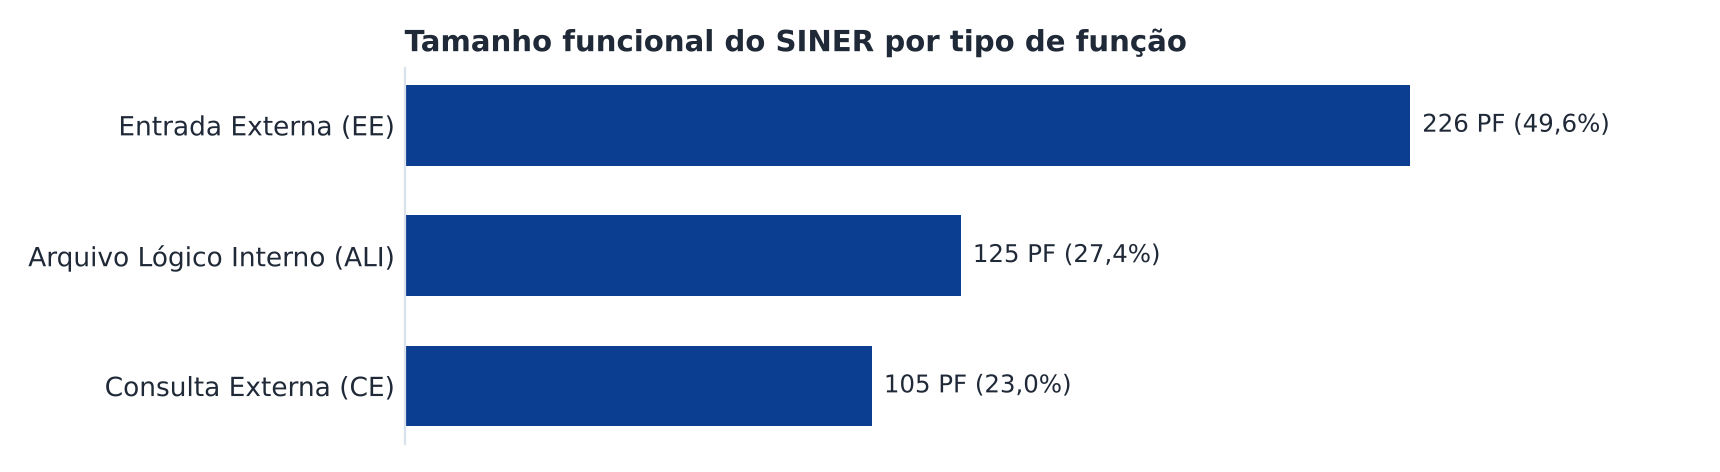 Tamanho funcional do SINER por tipo de função
Entrada Externa (EE)
226 PF (49,6%)
Arquivo Lógico Interno (ALI)
125 PF (27,4%)
Consulta Externa (CE)
105 PF (23,0%)